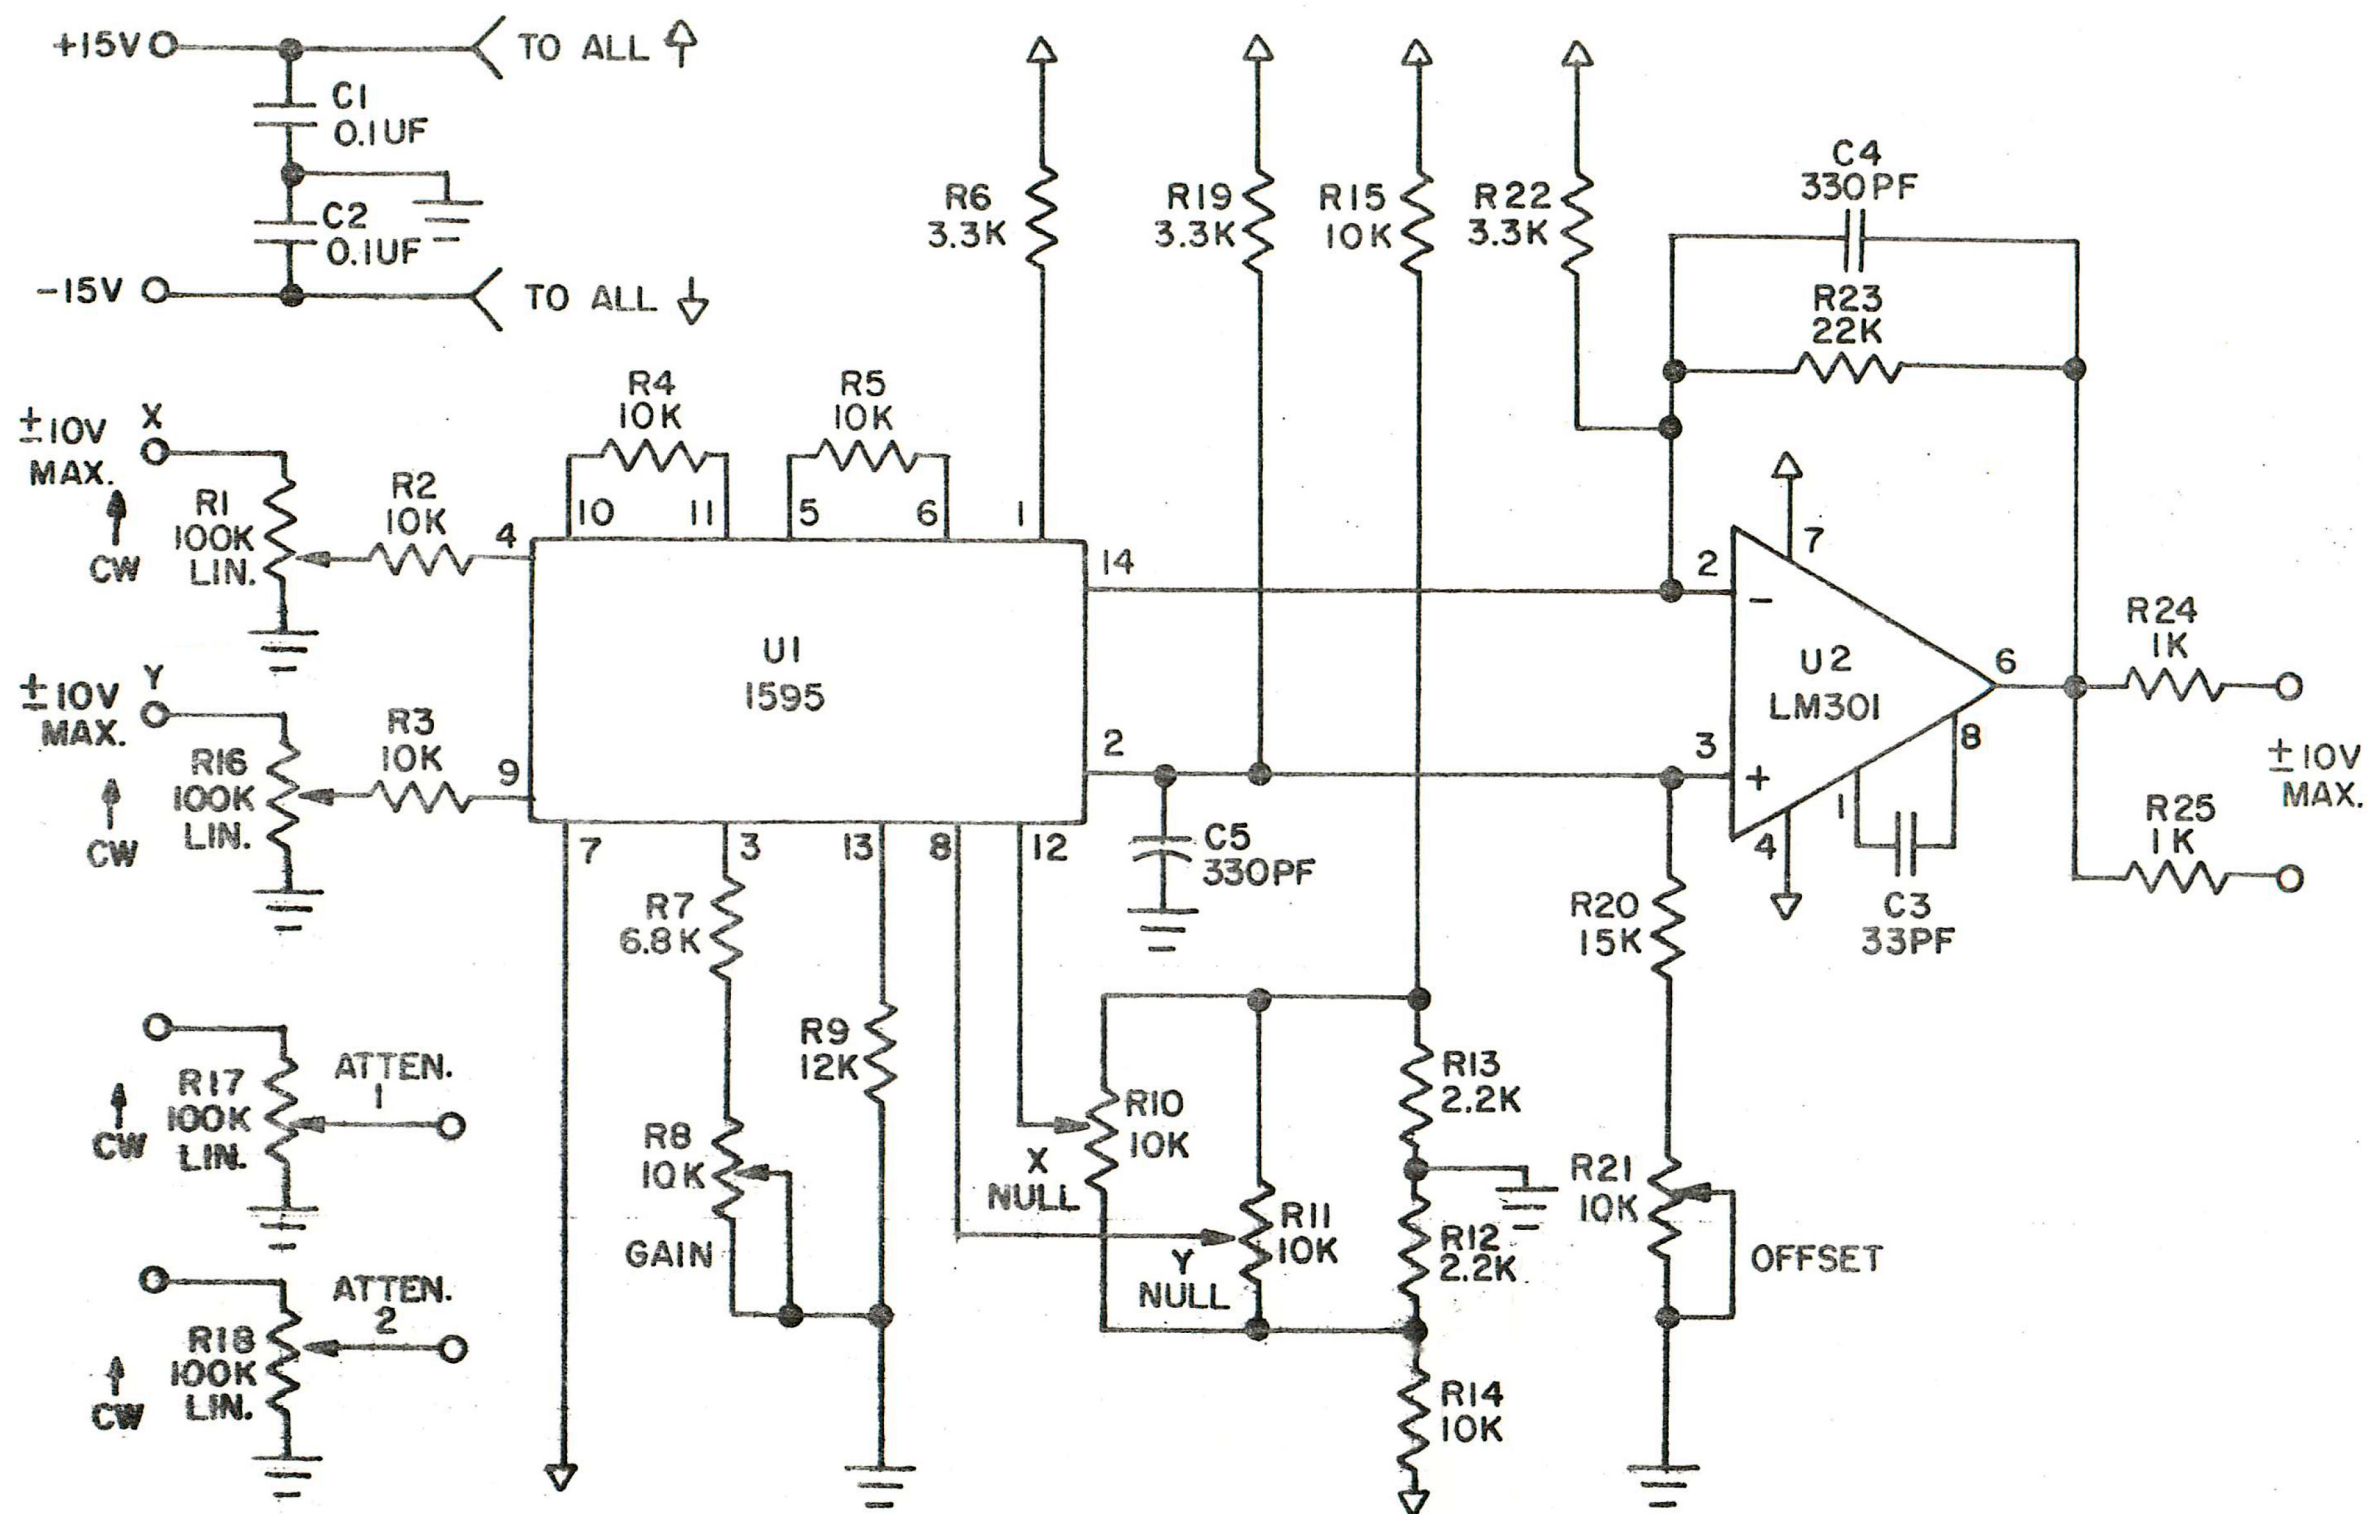 +15V
TO ALL
C1
0.1UF
C2
0.1UF
-15V
TO ALL
R6
3.3K
R19
3.3K
R15
10K
R22
3.3K
C4
330PF
R23
22K
R4
10K
R5
10K
±10V
MAX.
X
CW
R1
100K
LIN.
R2
10K
4
10
11
5
6
1
14
U1
1595
2
±10V
MAX.
Y
CW
R16
100K
LIN.
R3
10K
9
7
3
13
8
12
2
-
7
U2
LM301
6
3
+
4
1
8
C3
33PF
R24
1K
±10V
MAX.
R25
1K
C5
330PF
R7
6.8K
R9
12K
R8
10K
GAIN
R20
15K
R10
10K
X
NULL
R11
10K
Y
NULL
R13
2.2K
R12
2.2K
R14
10K
R21
10K
OFFSET
ATTEN.
1
R17
100K
LIN.
CW
ATTEN.
2
R18
100K
LIN.
CW